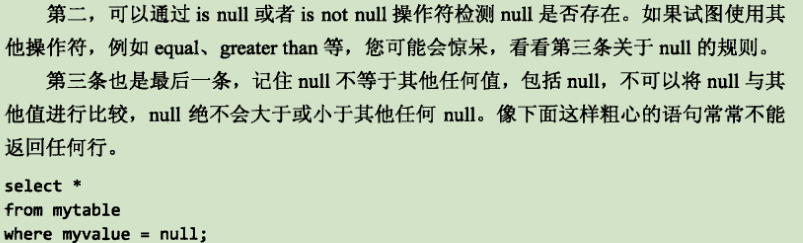 第二，可以通过 is null 或者 is not null 操作符检测 null 是否存在。如果试图使用其
他操作符，例如 equal、greater than 等，您可能会惊呆，看看第三条关于 null 的规则。
第三条也是最后一条，记住 null 不等于其他任何值，包括 null，不可以将 null 与其
他值进行比较，null 绝不会大于或小于其他任何 null。像下面这样粗心的语句常常不能
返回任何行。
select *
from mytable
where myvalue = null;